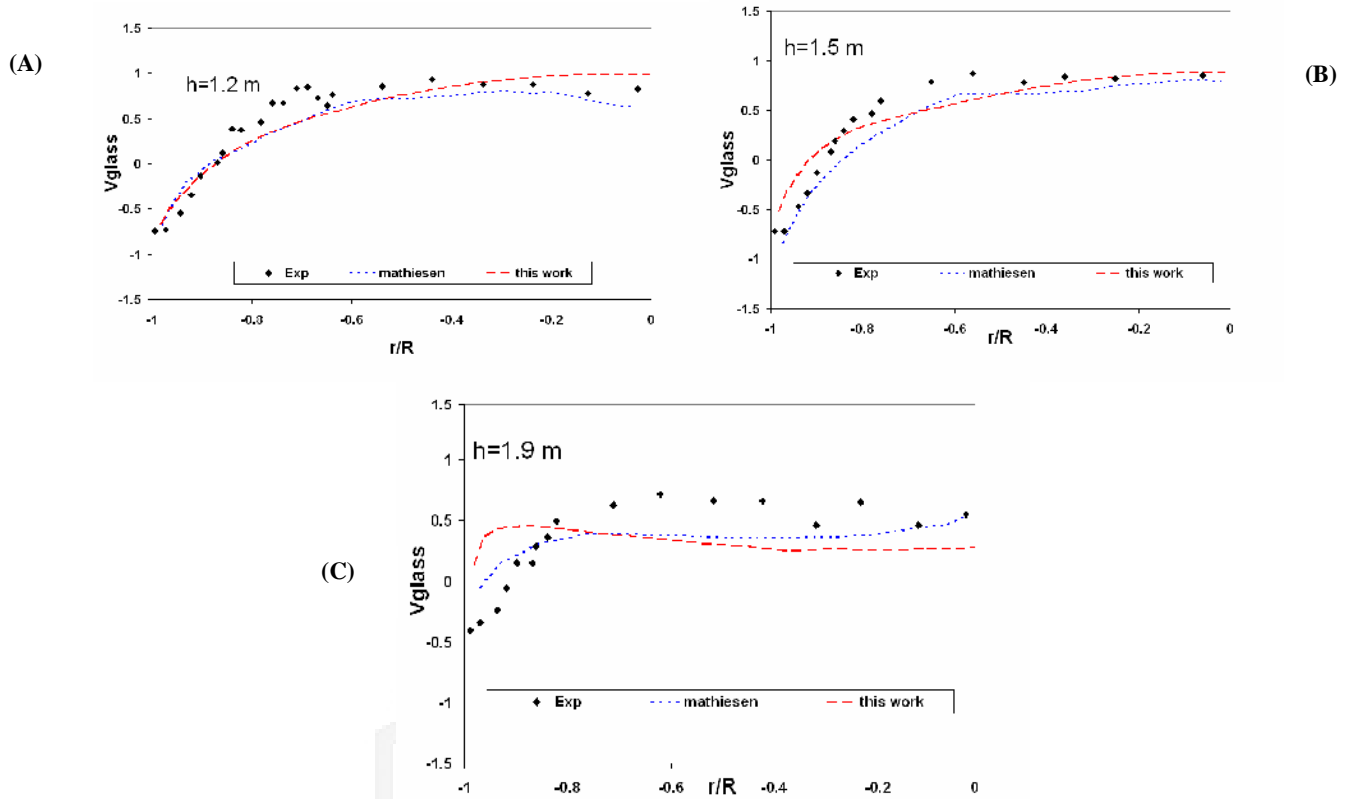 (A)
1.5
1
0.5
0
-0.5
-1
-1.5
Vglass
h=1.2 m
Exp mathiesen this work
-1 -0.8 -0.6 -0.4 -0.2 0
r/R
(B)
1.5
1
0.5
0
-0.5
-1
-1.5
Vglass
h=1.5 m
Exp mathiesen this work
-1 -0.8 -0.6 -0.4 -0.2 0
r/R
(C)
1.5
1
0.5
0
-0.5
-1
-1.5
Vglass
h=1.9 m
Exp mathiesen this work
-1 -0.8 -0.6 r/R -0.4 -0.2 0